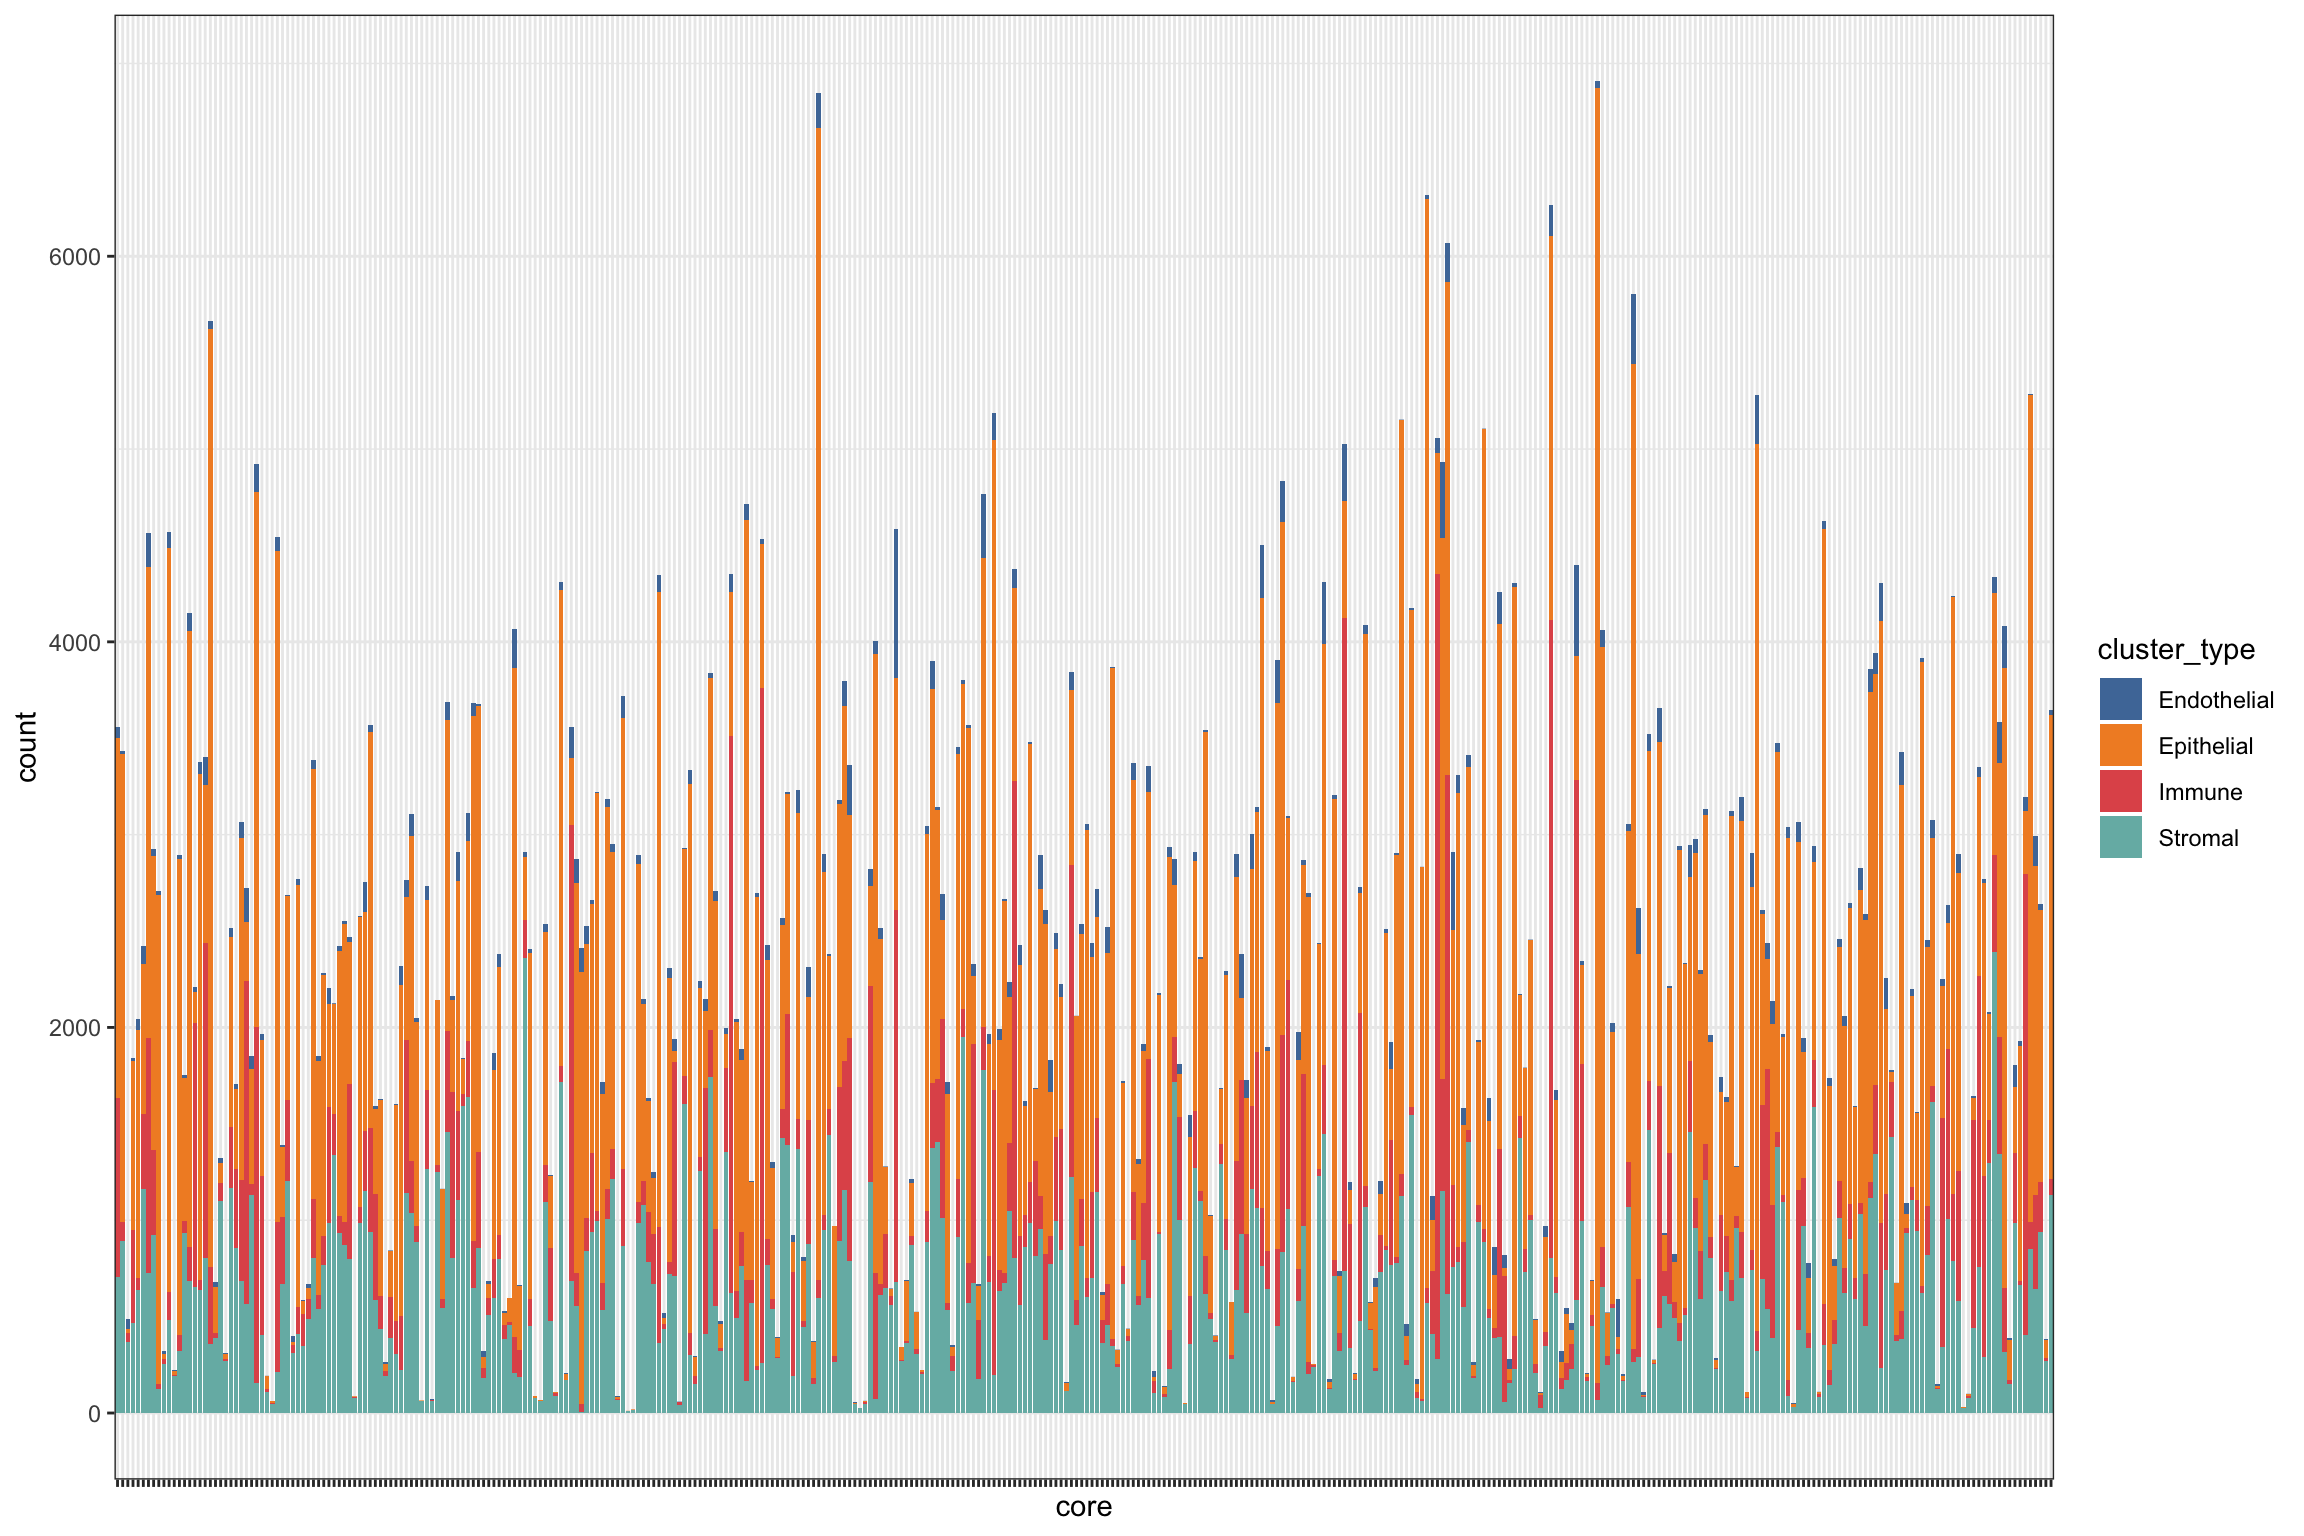 6000
4000
2000
0
count
core
cluster_type
Endothelial
Epithelial
Immune
Stromal